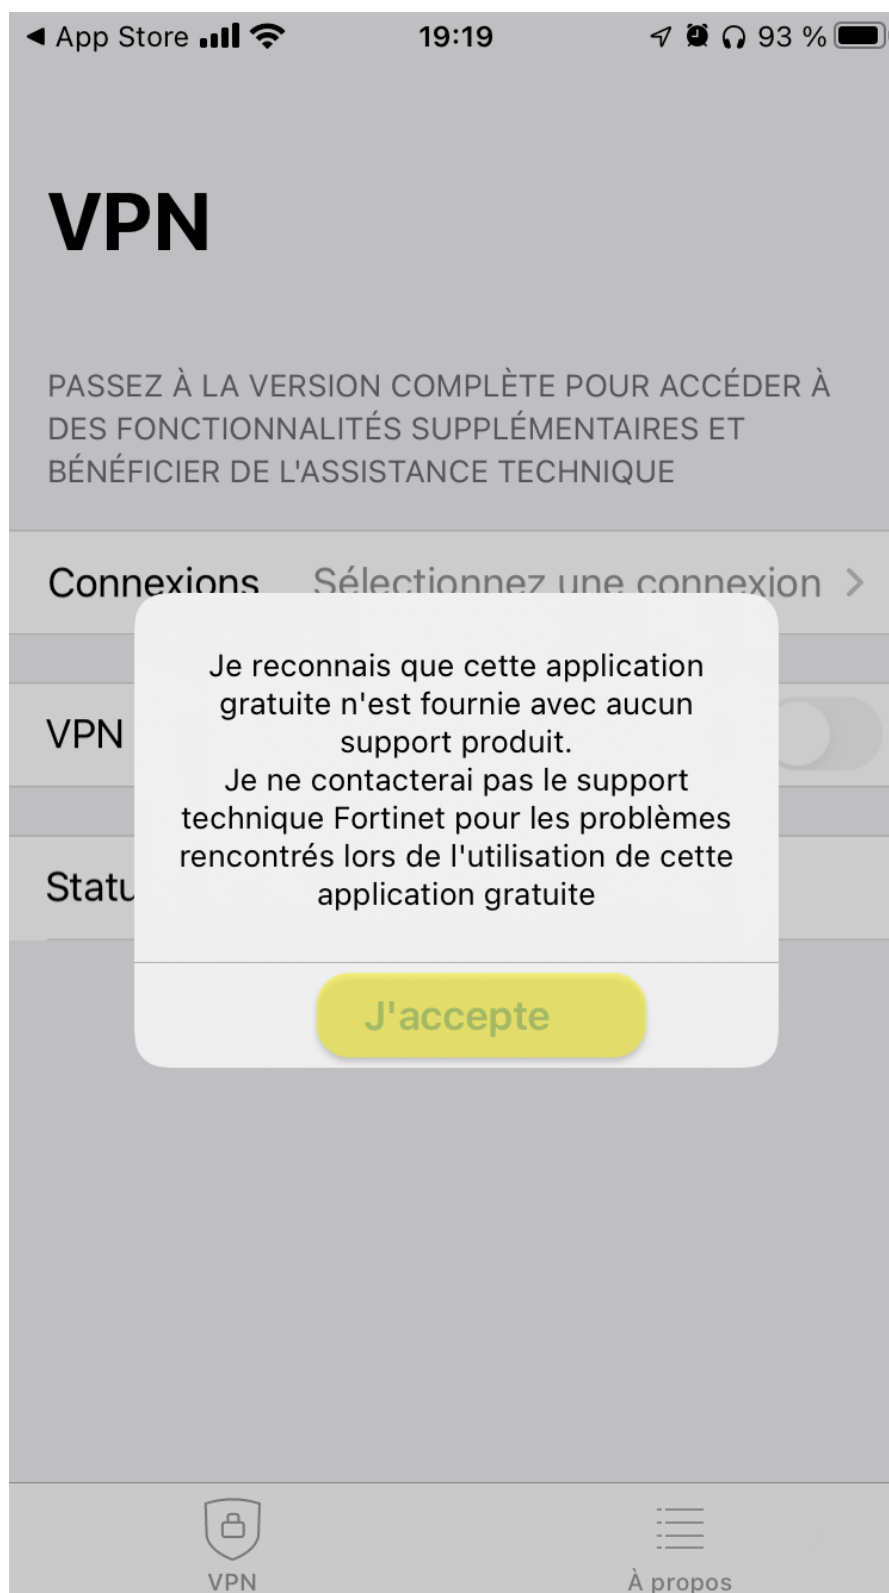 App Store
19:19
93 %
VPN
PASSEZ À LA VERSION COMPLÈTE POUR ACCÉDER À
DES FONCTIONNALITÉS SUPPLÉMENTAIRES ET
BÉNÉFICIER DE L'ASSISTANCE TECHNIQUE
Connexions Sélectionnez une connexion
Je reconnais que cette application
gratuite n'est fournie avec aucun
support produit.
Je ne contacterai pas le support
technique Fortinet pour les problèmes
rencontrés lors de l'utilisation de cette
application gratuite
J'accepte
VPN
Statu
VPN
À propos